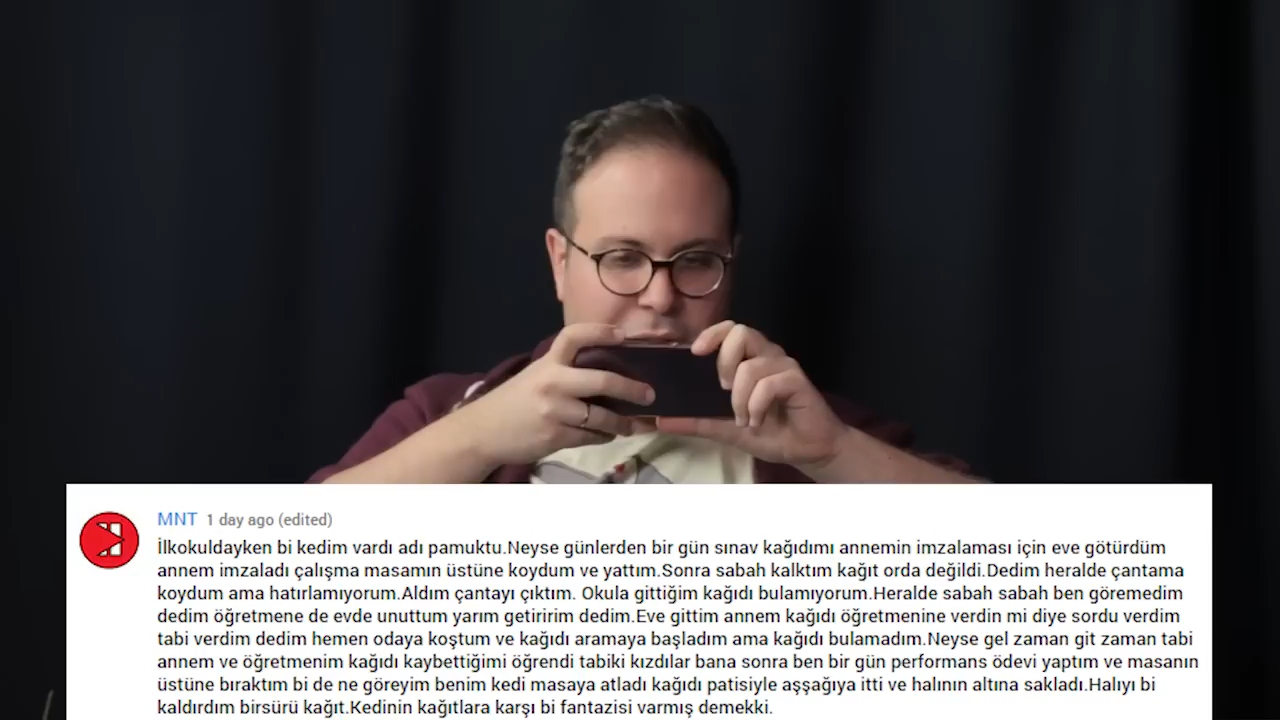 MNT 1 day ago (edited)
İlkokuldayken bi kedim vardı adı pamuktu.Neyse günlerden bir gün sınav kağıdımı annemin imzalaması için eve götürdüm
annem imzaladı çalışma masamın üstüne koydum ve yattım.Sonra sabah kalktım kağıt orda değildi.Dedim heralde çantama
koydum ama hatırlamıyorum.Aldım çantayı çıktım. Okula gittiğim kağıdı bulamıyorum.Heralde sabah sabah ben göremedim
dedim öğretmene de evde unuttum yarım getiririm dedim.Eve gittim annem kağıdı öğretmenine verdin mi diye sordu verdim
tabi verdim dedim hemen odaya koştum ve kağıdı aramaya başladım ama kağıdı bulamadım.Neyse gel zaman git zaman tabi
annem ve öğretmenim kağıdı kaybettiğimi öğrendi tabiki kızdılar bana sonra ben bir gün performans ödevi yaptım ve masanın
üstüne bıraktım bi de ne göreyim benim kedi masaya atladı kağıdı patisiyle aşşağıya itti ve halının altına sakladı.Halıyı bi
kaldırdım birsürü kağıt.Kedinin kağıtlara karşı bi fantazisi varmış demekki.